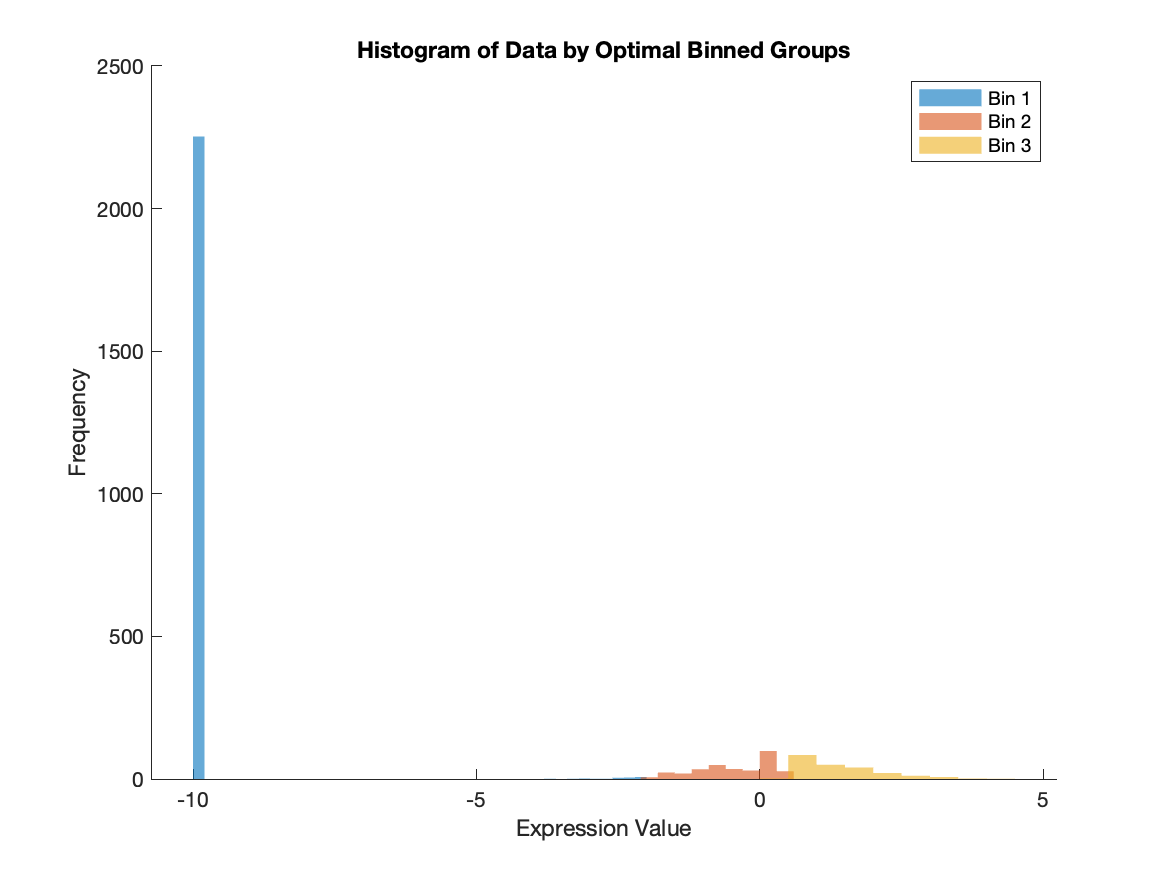 Histogram of Data by Optimal Binned Groups
2500
2000
1500
1000
500
0
Frequency
Bin 1
Bin 2
Bin 3
-10
-5
0
5
Expression Value